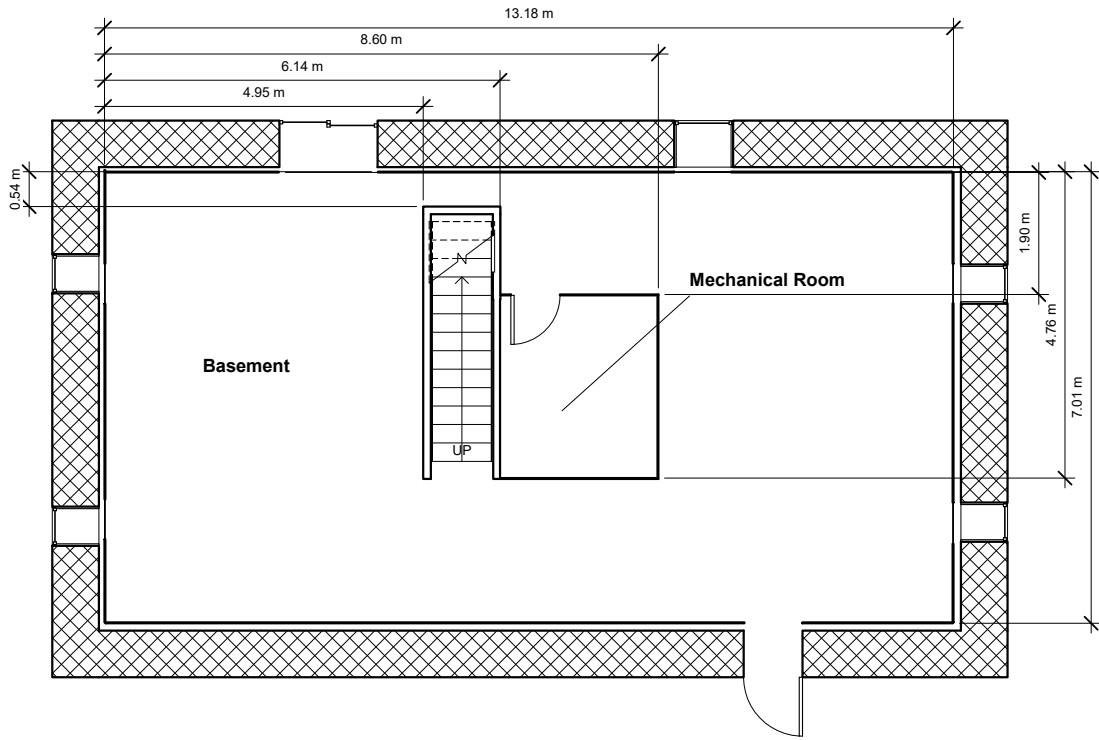 13.18 m
8.60 m
6.14 m
4.95 m
0.54 m
1.90 m
Mechanical Room
4.76 m
Basement
7.01 m
UP